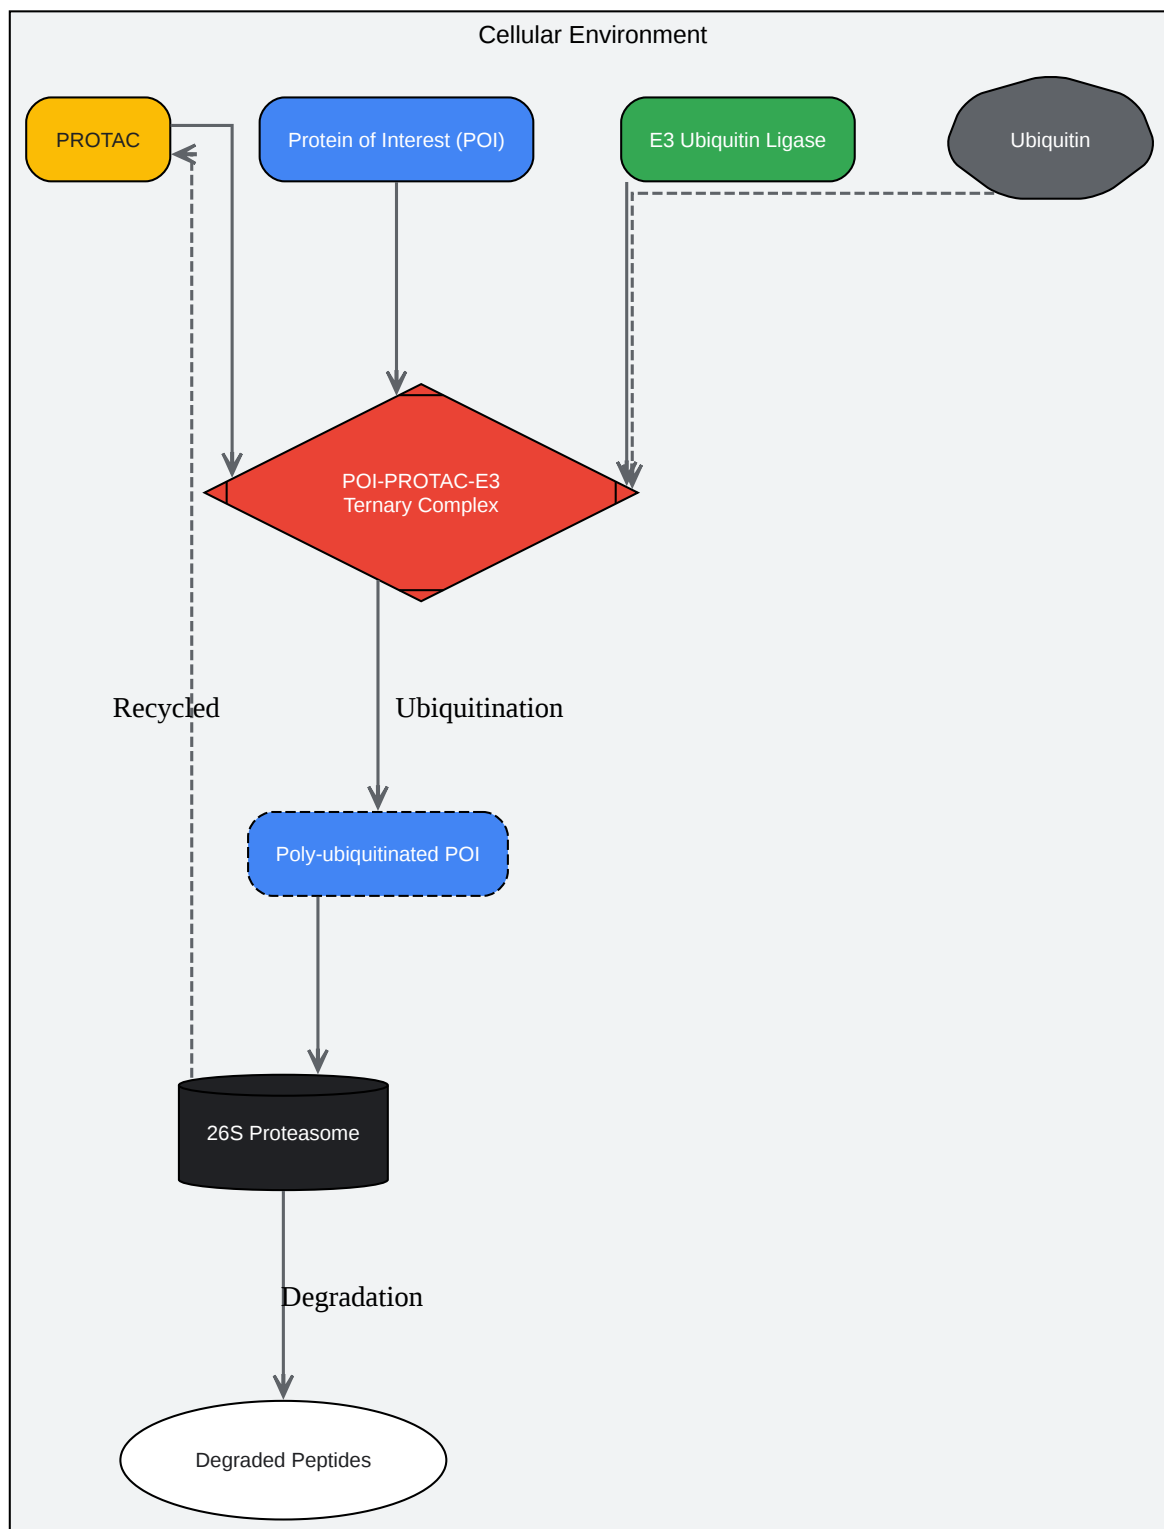 Cellular Environment
PROTAC
Protein of Interest (POI)
E3 Ubiquitin Ligase
Ubiquitin
POI-PROTAC-E3
Ternary Complex
Recycled
Ubiquitination
Poly-ubiquitinated POI
26S Proteasome
Degradation
Degraded Peptides